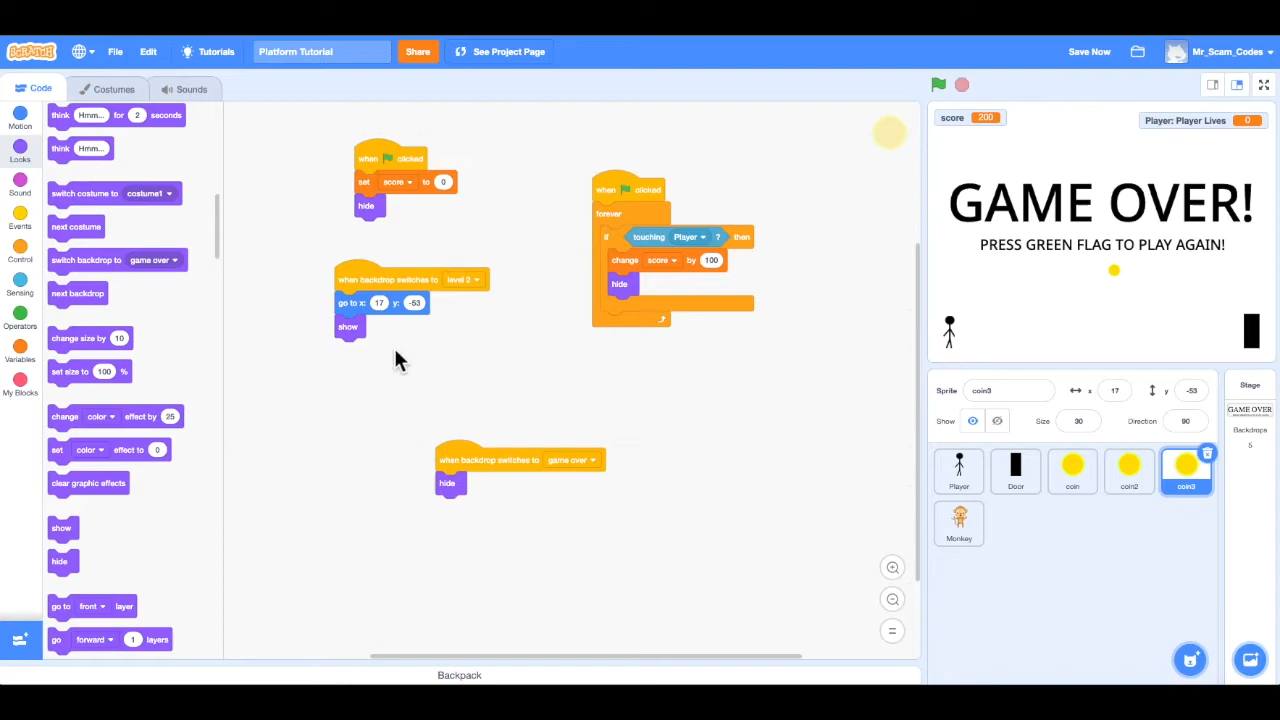 SCRATCH
File
Edit
Tutorials
Platform Tutorial
Share
See Project Page
Save Now
Mr_Scam_Codes
Code
Costumes
Sounds
Motion
Looks
Sound
Events
Control
Sensing
Operators
Variables
My Blocks
think Hmm... for 2 seconds
think Hmm...
switch costume to costume1
next costume
switch backdrop to game over
next backdrop
change size by 10
set size to 100 %
change color effect by 25
set color effect to 0
clear graphic effects
show
hide
go to front layer
go forward 1 layers
when clicked
set score to 0
hide
when backdrop switches to level 2
go to x: 17 y: -53
show
when backdrop switches to game over
hide
when clicked
forever
if touching Player ? then
change score by 100
hide
Backpack
score 200
Player: Player Lives 0
GAME OVER!
PRESS GREEN FLAG TO PLAY AGAIN!
Sprite coin3 x 17 y -53
Show Size 30 Direction 90
Player
Door
coin
coin2
coin3
Monkey
Stage
GAME OVER
Backdrops
5